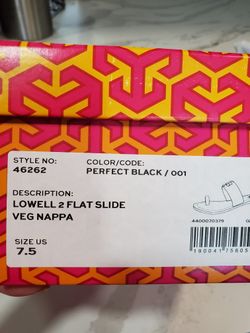 STYLE NO: COLOR/CODE:
46262 PERFECT BLACK / 001
DESCRIPTION:
LOWELL 2 FLAT SLIDE
VEG NAPPA
4400070379
SIZE US
7.5